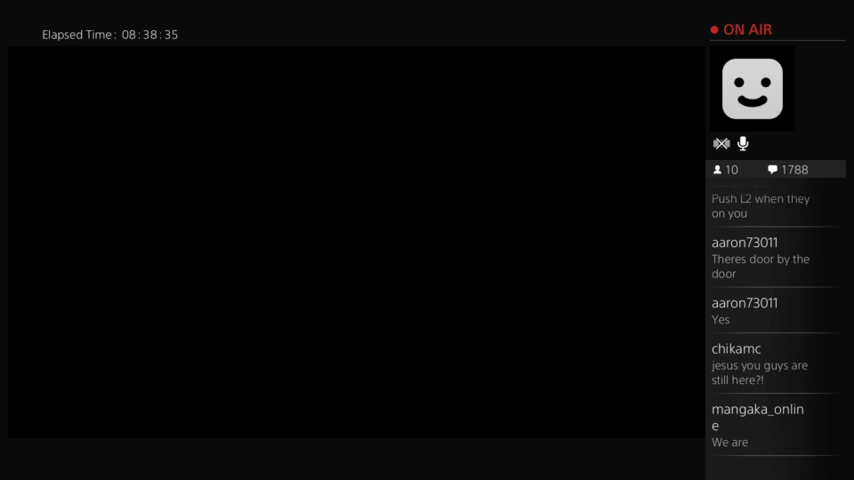 Elapsed Time: 08:38:35
ON AIR
10 1788
Push L2 when they
on you
aaron73011
Theres door by the
door
aaron73011
Yes
chikamc
jesus you guys are
still here?!
mangaka_onlin
e
We are